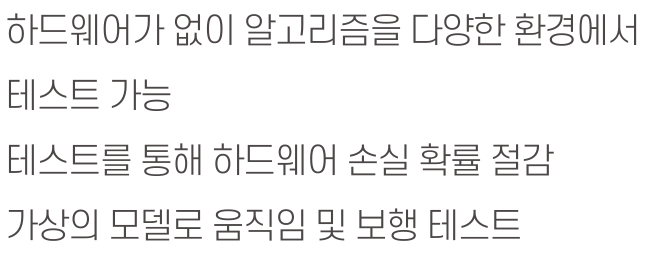 하드웨어가 없이 알고리즘을 다양한 환경에서
테스트 가능
테스트를 통해 하드웨어 손실 확률 절감
가상의 모델로 움직임 및 보행 테스트